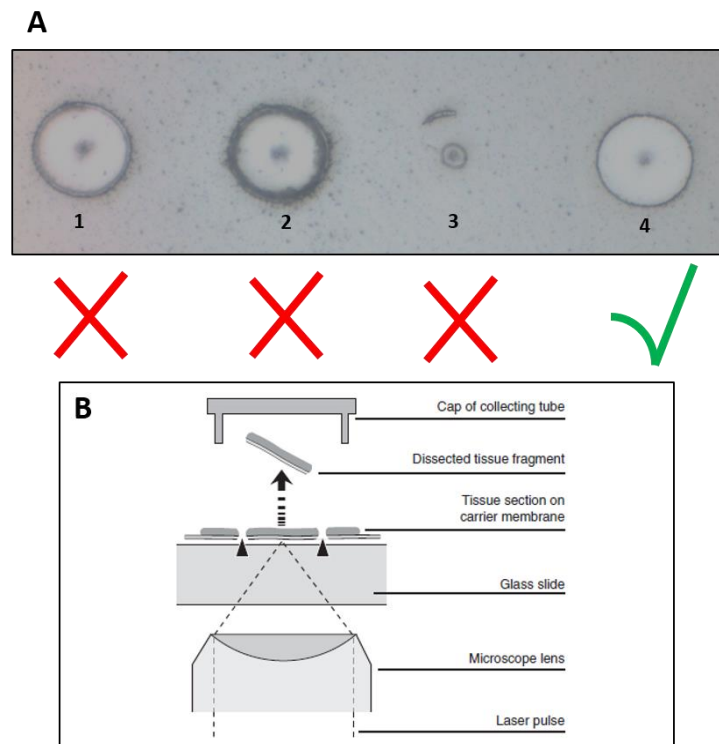 A
1 2 3 4
B
Cap of collecting tube
Dissected tissue fragment
Tissue section on
carrier membrane
Glass slide
Microscope lens
Laser pulse